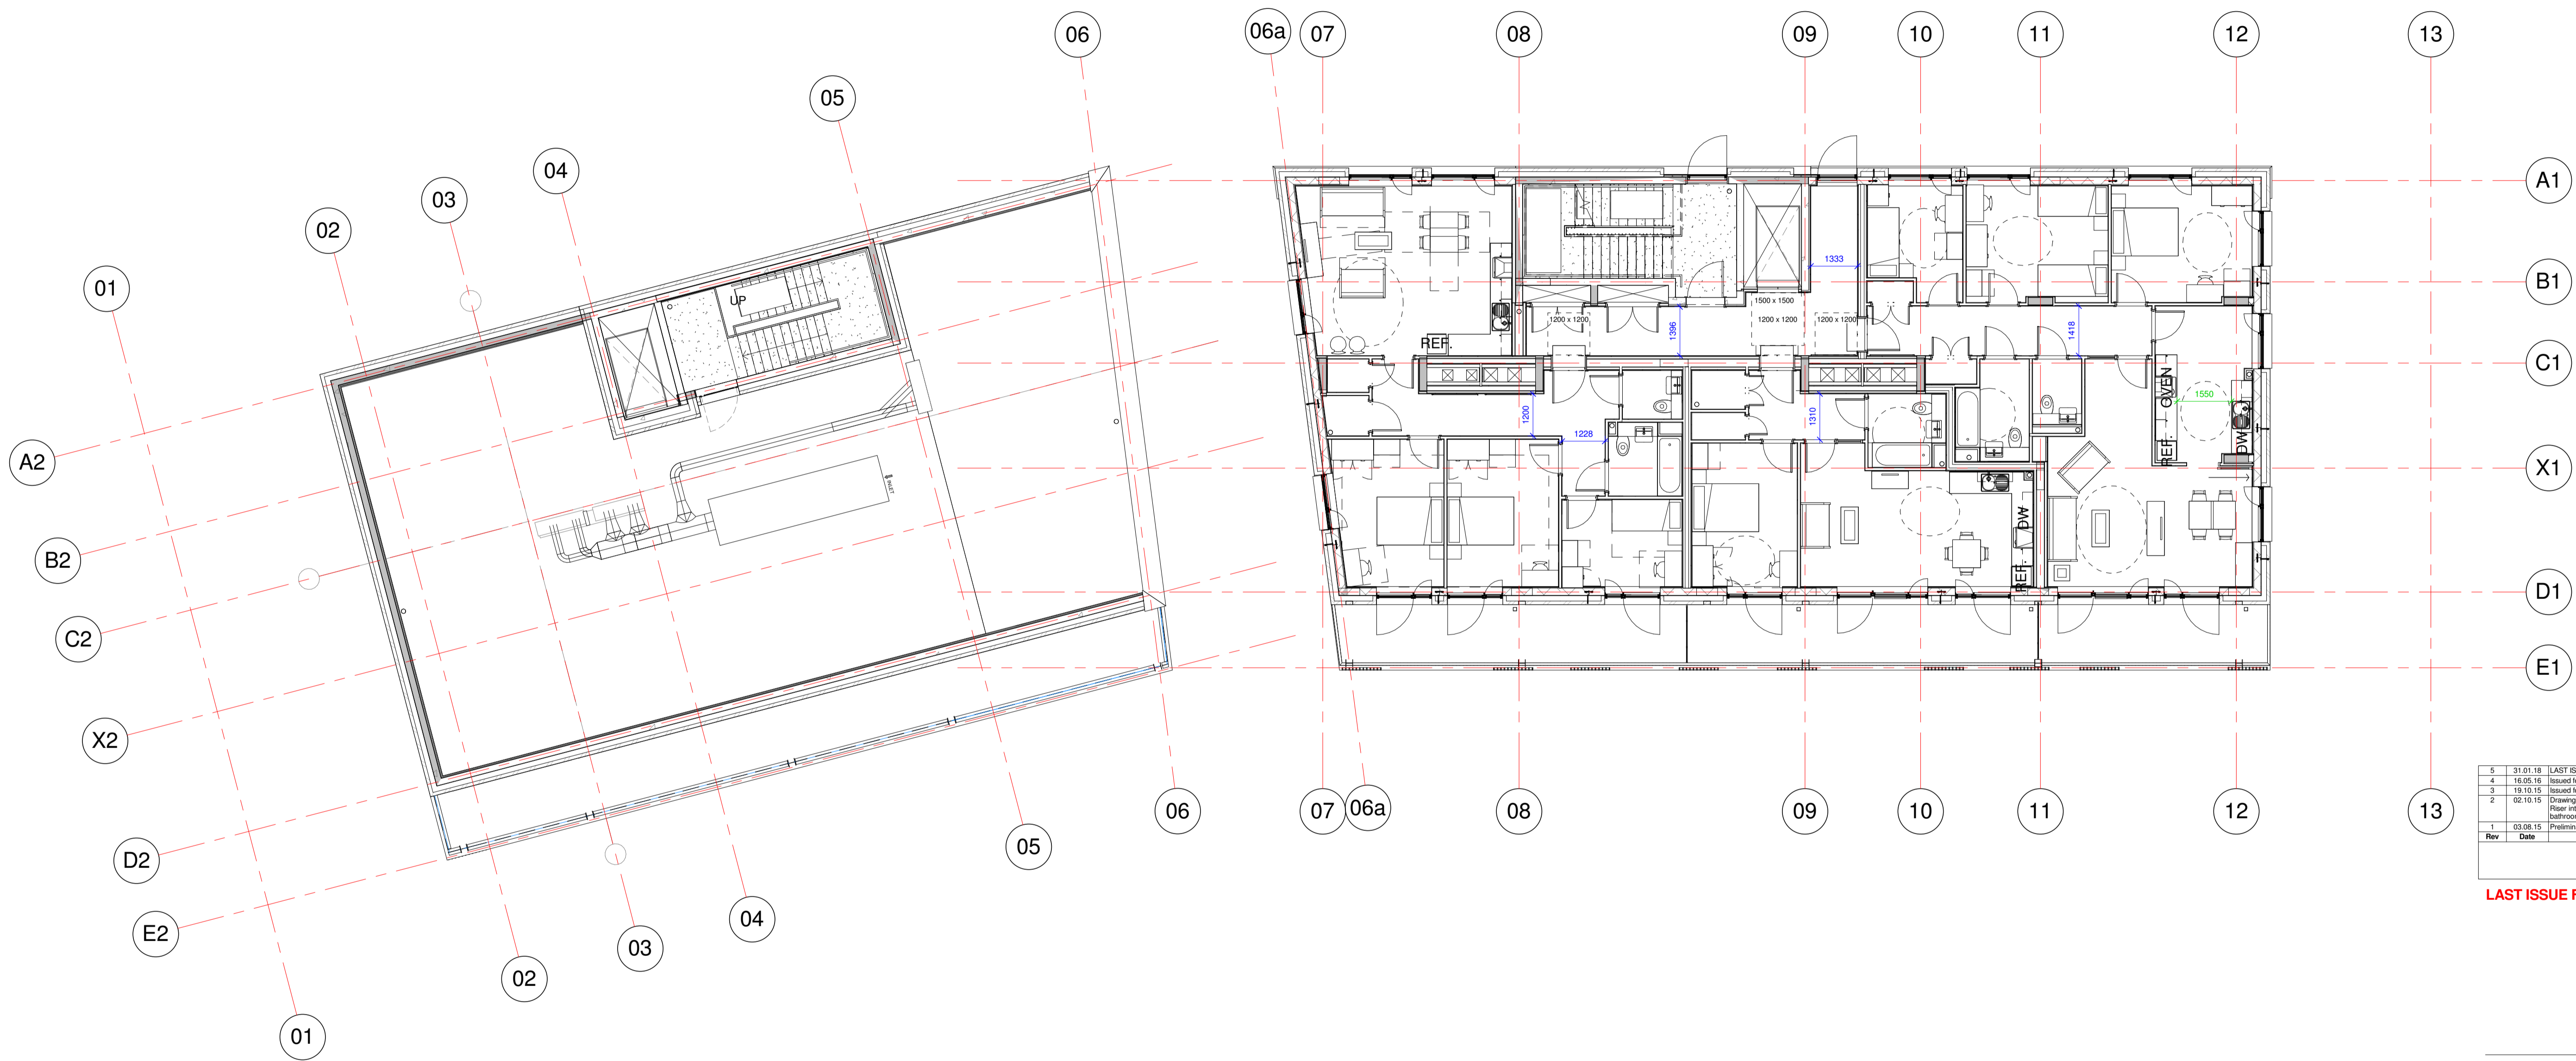 06
06a
07
08
09
10
11
12
13
05
04
03
02
01
A1
B1
C1
X1
D1
E1
A2
B2
C2
X2
D2
E2
UP
INLET
1333
1500 x 1500
1200 x 1200
1200 x 1200
1200 x 1200
1396
1418
REF.
1200
1228
1310
OVEN
REF.
1550
DW
DW
REF.
06
07
06a
08
09
10
11
12
13
05
04
03
02
01
5 31.01.18 LAST IS
4 16.05.16 Issued f
3 19.10.15 Issued f
2 02.10.15 Drawing
Riser int
bathroon
1 03.08.15 Prelimin
Rev Date
LAST ISSUE F